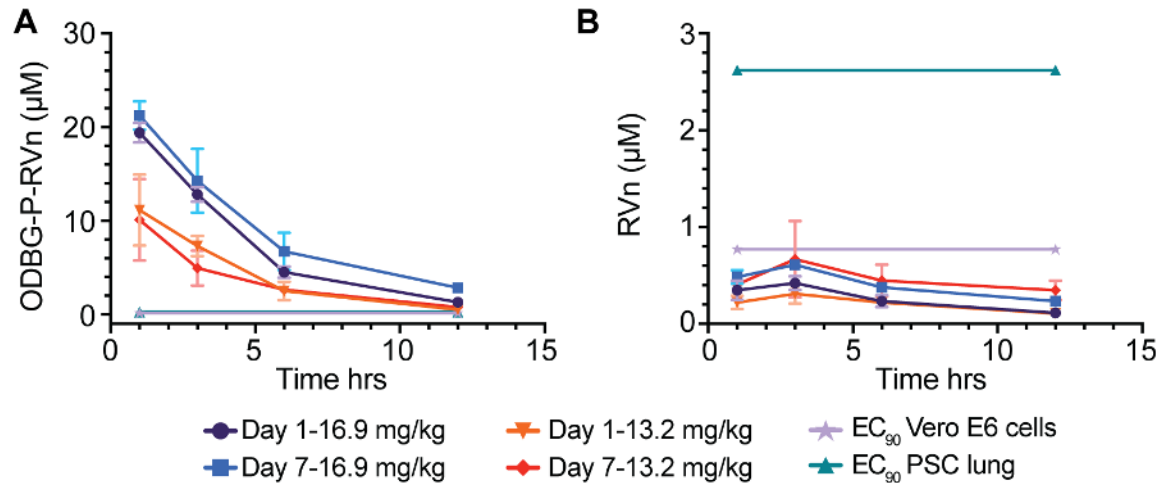 A
B
ODBG-P-RVn (µM)
30
20
10
0
0
5
10
15
Time hrs
RVn (µM)
3
2
1
0
0
5
10
15
Time hrs
Day 1-16.9 mg/kg
Day 1-13.2 mg/kg
EC90 Vero E6 cells
Day 7-16.9 mg/kg
Day 7-13.2 mg/kg
EC90 PSC lung